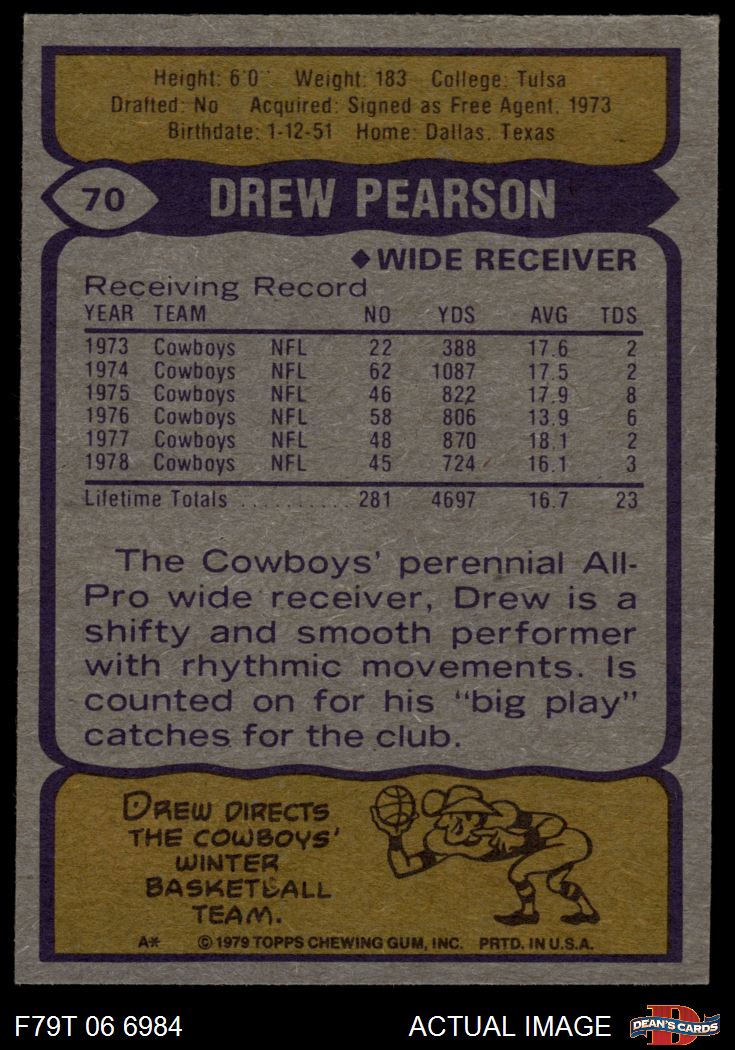 Height: 6'0" Weight: 183 College: Tulsa
Drafted: No Acquired: Signed as Free Agent, 1973
Birthdate: 1-12-51 Home: Dallas, Texas
70
DREW PEARSON
◆WIDE RECEIVER
Receiving Record
YEAR TEAM NO YDS AVG TDS
1973 Cowboys NFL 22 388 17.6 2
1974 Cowboys NFL 62 1087 17.5 2
1975 Cowboys NFL 46 822 17.9 8
1976 Cowboys NFL 58 806 13.9 6
1977 Cowboys NFL 48 870 18.1 2
1978 Cowboys NFL 45 724 16.1 3
Lifetime Totals .......... 281 4697 16.7 23
The Cowboys' perennial All-
Pro wide receiver, Drew is a
shifty and smooth performer
with rhythmic movements. Is
counted on for his "big play"
catches for the club.
DREW DIRECTS
THE COWBOYS'
WINTER
BASKETBALL
TEAM.
A* © 1979 TOPPS CHEWING GUM, INC. PRTD. IN U.S.A.
F79T 06 6984 ACTUAL IMAGE
D
DEAN'S CARDS